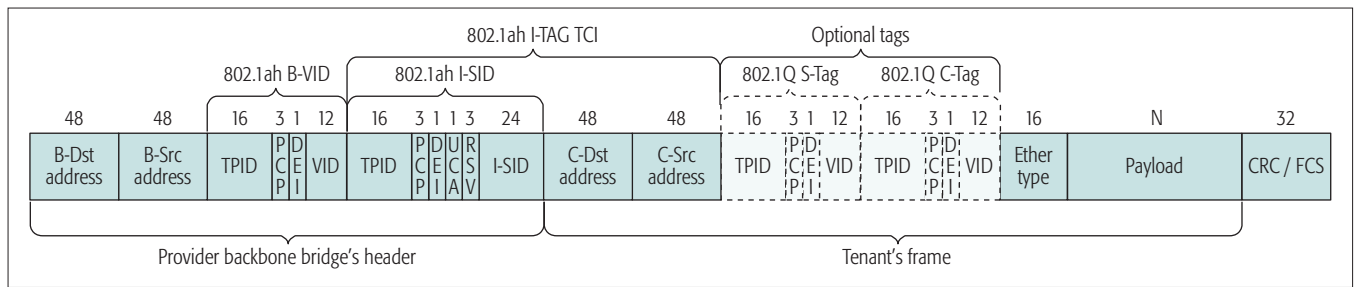 802.1ah I-TAG TCI Optional tags
802.1ah B-VID 802.1ah I-SID 802.1Q S-Tag 802.1Q C-Tag
48 48 16 3 1 12 16 3 1 1 3 24 48 48 16 3 1 12 16 3 1 12 16 N 32
B-Dst address B-Src address TPID PCP DEI VID TPID PCP DEI UCA RSV I-SID C-Dst address C-Src address TPID PCP DEI VID TPID PCP DEI VID Ether type Payload CRC / FCS
Provider backbone bridge's header Tenant's frame